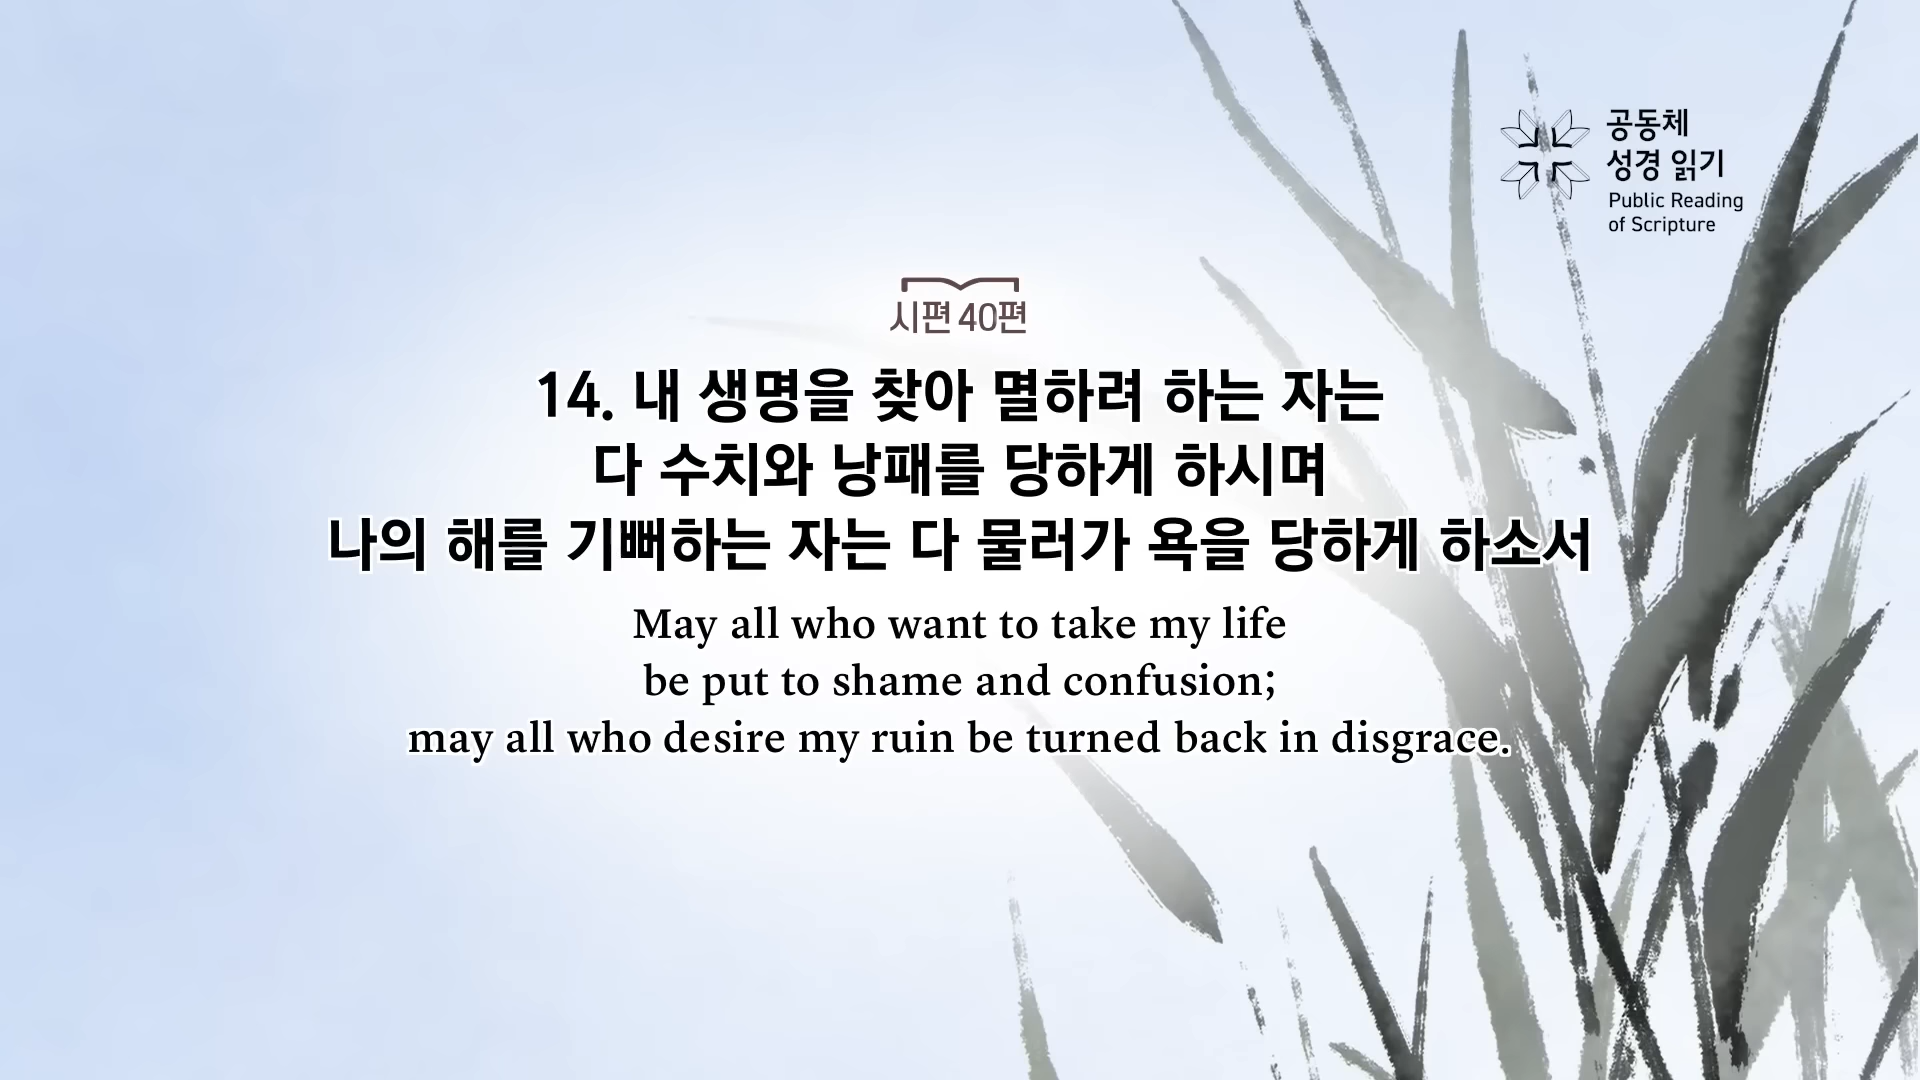 공동체
성경 읽기
Public Reading
of Scripture
시편 40편
14. 내 생명을 찾아 멸하려 하는 자는
다 수치와 낭패를 당하게 하시며
나의 해를 기뻐하는 자는 다 물러가 욕을 당하게 하소서
May all who want to take my life
be put to shame and confusion;
may all who desire my ruin be turned back in disgrace.